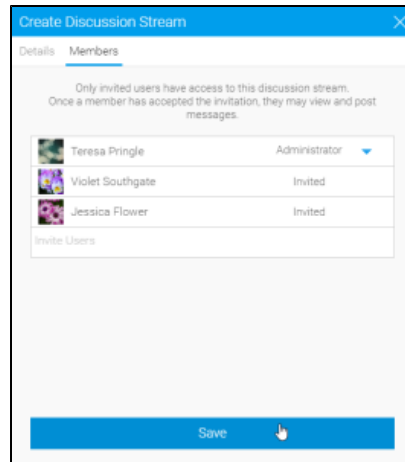 Create Discussion Stream
Details Members
Only invited users have access to this discussion stream.
Once a member has accepted the invitation, they may view and post
messages.
Teresa Pringle Administrator
Violet Southgate Invited
Jessica Flower Invited
Invite Users
Save